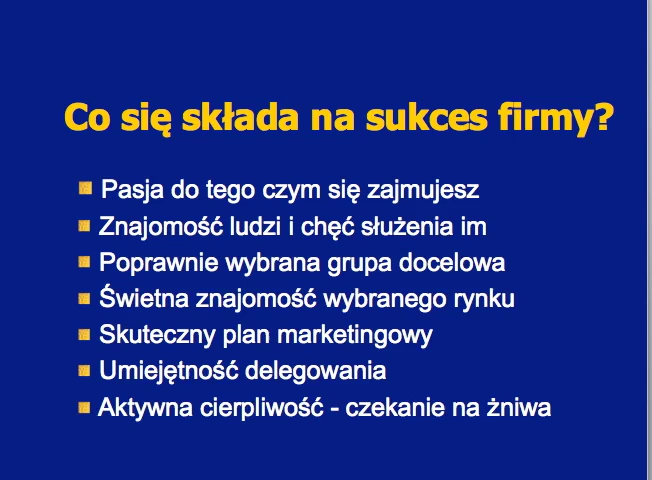 Co się składa na sukces firmy?
Pasja do tego czym się zajmujesz
Znajomość ludzi i chęć służenia im
Poprawnie wybrana grupa docelowa
Świetna znajomość wybranego rynku
Skuteczny plan marketingowy
Umiejętność delegowania
Aktywna cierpliwość - czekanie na żniwa